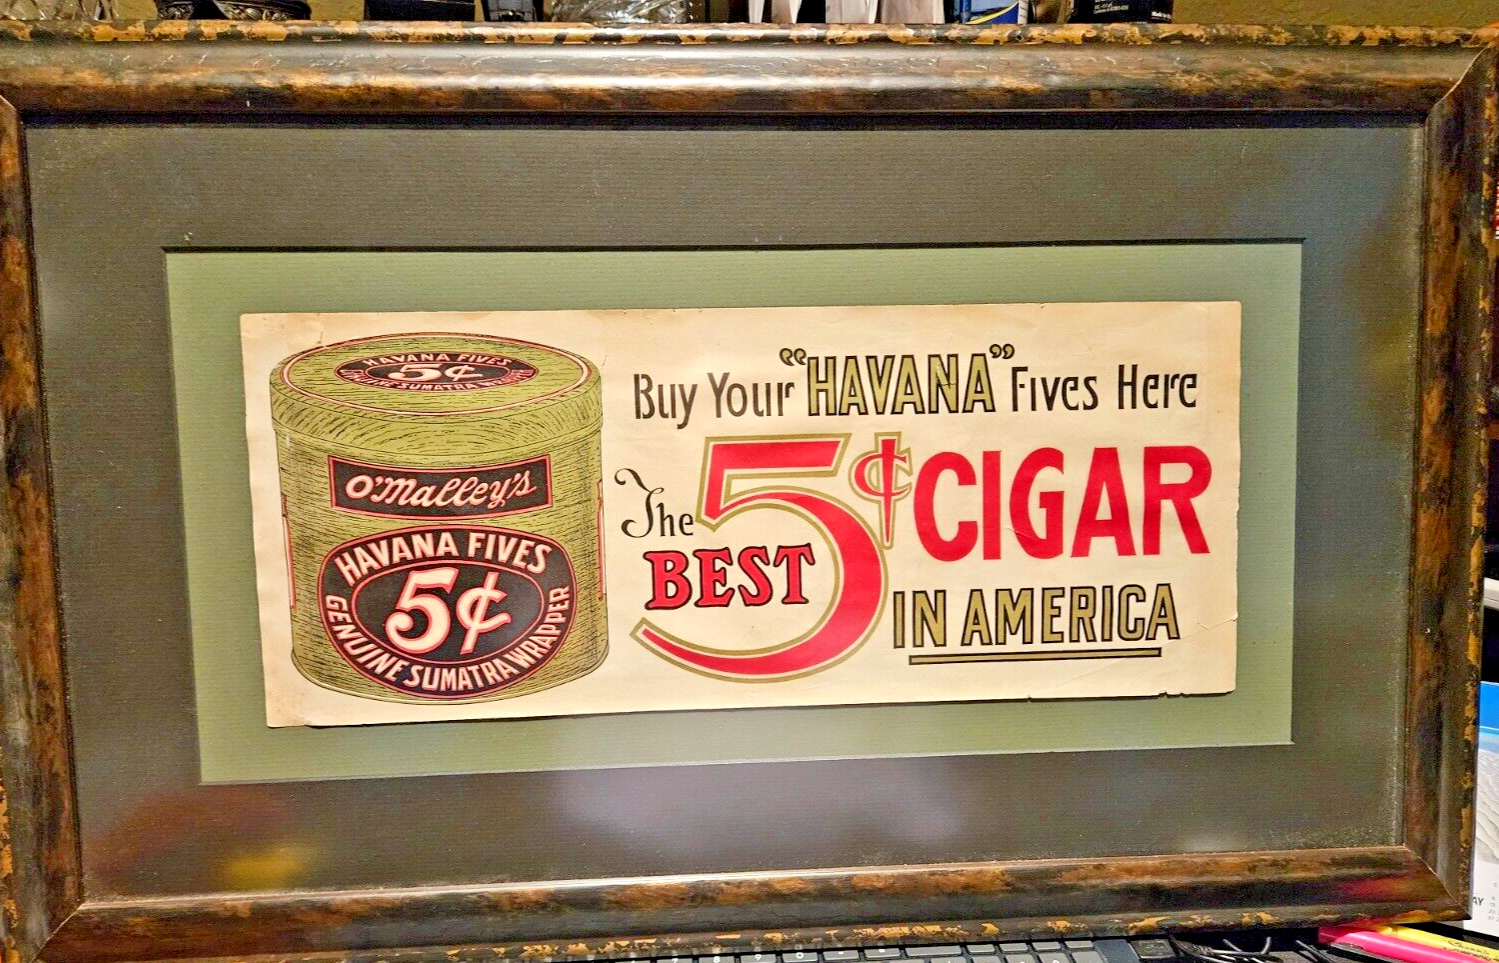 HAVANA FIVES
5¢
GENUINE SUMATRA WRAPPER
O'Malley's
HAVANA FIVES
5¢
GENUINE SUMATRA WRAPPER
Buy Your "HAVANA" Fives Here
The BEST 5¢ CIGAR
IN AMERICA